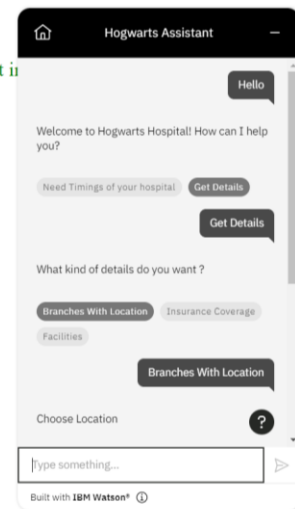 Hogwarts Assistant
Hello
Welcome to Hogwarts Hospital! How can I help
you?
Need Timings of your hospital Get Details
Get Details
What kind of details do you want ?
Branches With Location Insurance Coverage
Facilities
Branches With Location
Choose Location
?
Type something...
Built with IBM Watson®